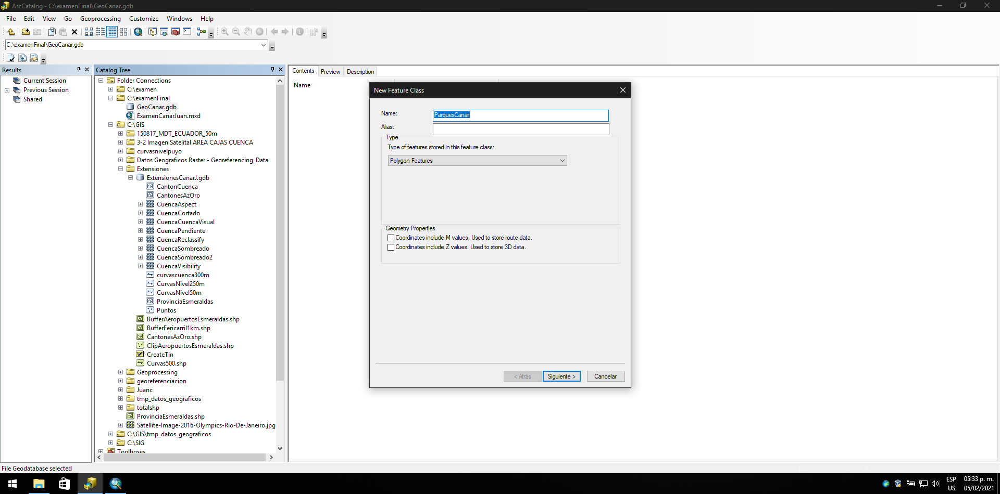 ArcCatalog - C:\examenFinal\GeoCanar.gdb
File Edit View Go Geoprocessing Customize Windows Help
C:\examenFinal\GeoCanar.gdb
Results
Current Session
Previous Session
Shared
Catalog Tree
Folder Connections
C:\examen
C:\examenFinal
GeoCanar.gdb
ExamenCanarJuan.mxd
C:\GIS
150817_MDT_ECUADOR_50m
3-2 Imagen Satelital AREA CAJAS CUENCA
curvasnivelpuyo
Datos Geograficos Raster - Georeferencing_Data
Extensiones
ExtensionesCanarJ.gdb
CantonCuenca
CantonesAzOro
CuencaAspect
CuencaCortado
CuencaCuencaVisual
CuencaPendiente
CuencaReclassify
CuencaSombreado
CuencaSombreado2
CuencaVisibility
curvascuenca300m
CurvasNivel250m
CurvasNivel50m
ProvinciaEsmeraldas
Puntos
BufferAeropuertosEsmeraldas.shp
BufferFericarril1km.shp
CantonesAzOro.shp
ClipAeropuertosEsmeraldas.shp
CreateTin
Curvas500.shp
Geoprocessing
georeferenciacion
Juanc
tmp_datos_geograficos
totalshp
ProvinciaEsmeraldas.shp
Satellite-Image-2016-Olympics-Rio-De-Janeiro.jpg
C:\GIS\tmp_datos_geograficos
C:\SIG
Toolboxes
Contents Preview Description
Name
New Feature Class
Name: ParquesCanar
Alias:
Type
Type of features stored in this feature class:
Polygon Features
Geometry Properties
Coordinates include M values. Used to store route data.
Coordinates include Z values. Used to store 3D data.
< Atrás Siguiente > Cancelar
File Geodatabase selected
ESP
US
05:33 p. m.
05/02/2021